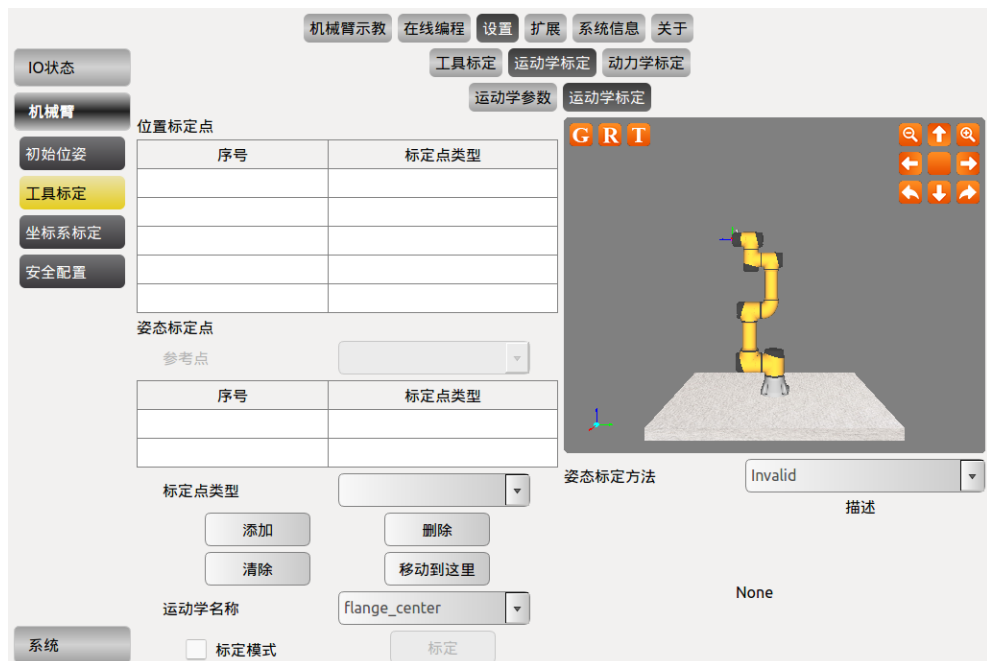 机械臂示教 在线编程 设置 扩展 系统信息 关于
IO状态
工具标定 运动学标定 动力学标定
机械臂
运动学参数 运动学标定
位置标定点
G R T
初始位姿
序号 标定点类型
工具标定
坐标系标定
安全配置
姿态标定点
参考点
序号 标定点类型
标定点类型
姿态标定方法 Invalid
描述
添加 删除
清除 移动到这里
None
运动学名称 flange_center
系统
标定模式 标定